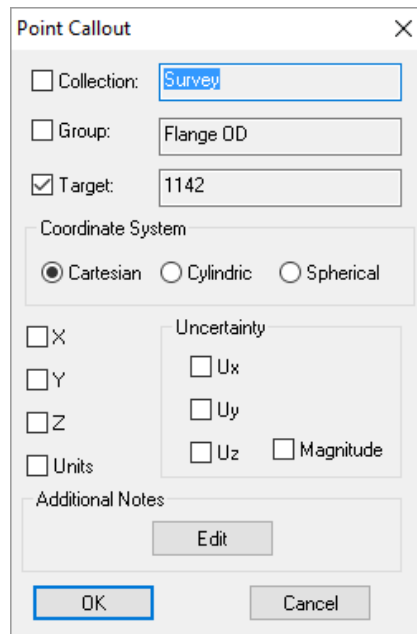 Point Callout
Collection: Survey
Group: Flange OD
Target: 1142
Coordinate System
Cartesian Cylindric Spherical
X
Uncertainty
Ux
Y
Uy
Z
Uz Magnitude
Units
Additional Notes
Edit
OK Cancel